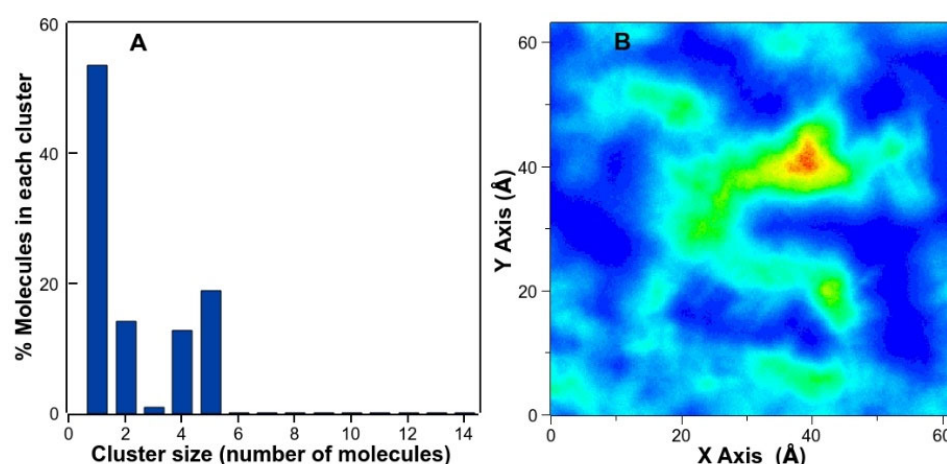 A
% Molecules in each cluster
60
40
20
0
0 2 4 6 8 10 12 14
Cluster size (number of molecules)
B
Y Axis (Å)
60
40
20
0
0 20 40 60
X Axis (Å)